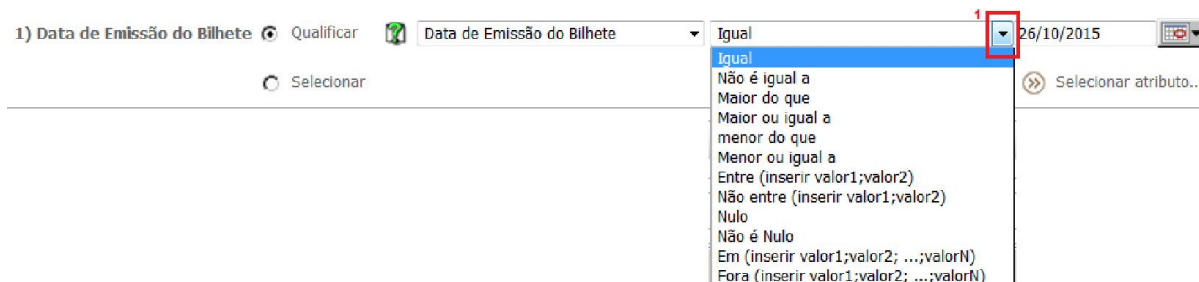 1
1) Data de Emissão do Bilhete Qualificar Data de Emissão do Bilhete Igual 26/10/2015
Igual
Selecionar Não é igual a Selecionar atributo..
Maior do que
Maior ou igual a
menor do que
Menor ou igual a
Entre (inserir valor1;valor2)
Não entre (inserir valor1;valor2)
Nulo
Não é Nulo
Em (inserir valor1;valor2; ...;valorN)
Fora (inserir valor1;valor2; ...;valorN)